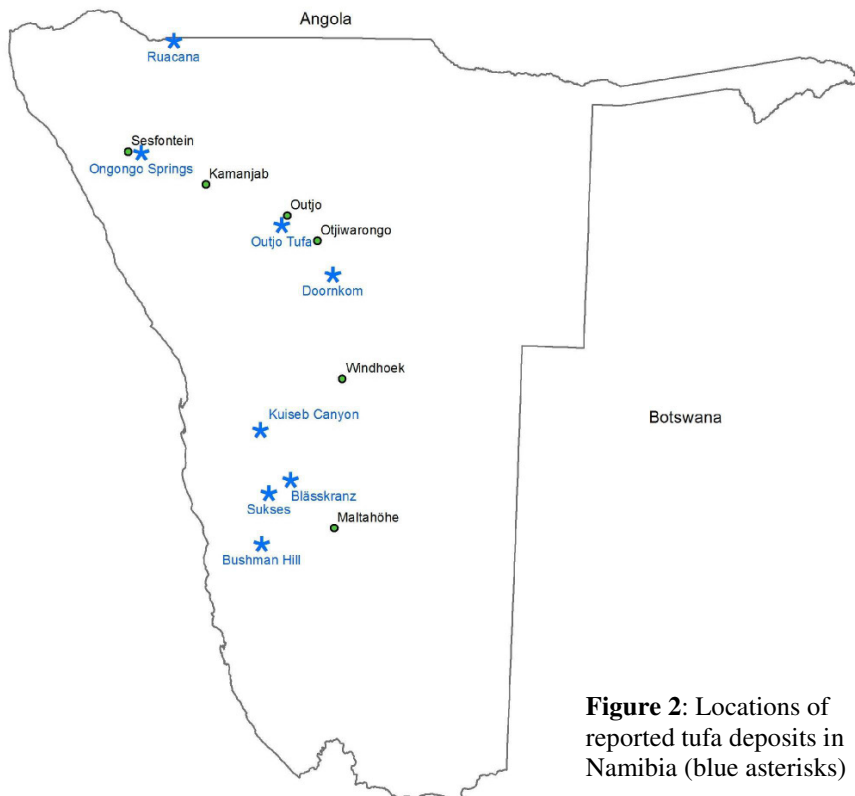 Angola
Ruacana
Sesfontein
Ongongo Springs
Kamanjab
Outjo
Outjo Tufa
Otjiwarongo
Doornkom
Windhoek
Kuiseb Canyon
Botswana
Blässkranz
Sukses
Maltahöhe
Bushman Hill
Figure 2: Locations of
reported tufa deposits in
Namibia (blue asterisks)